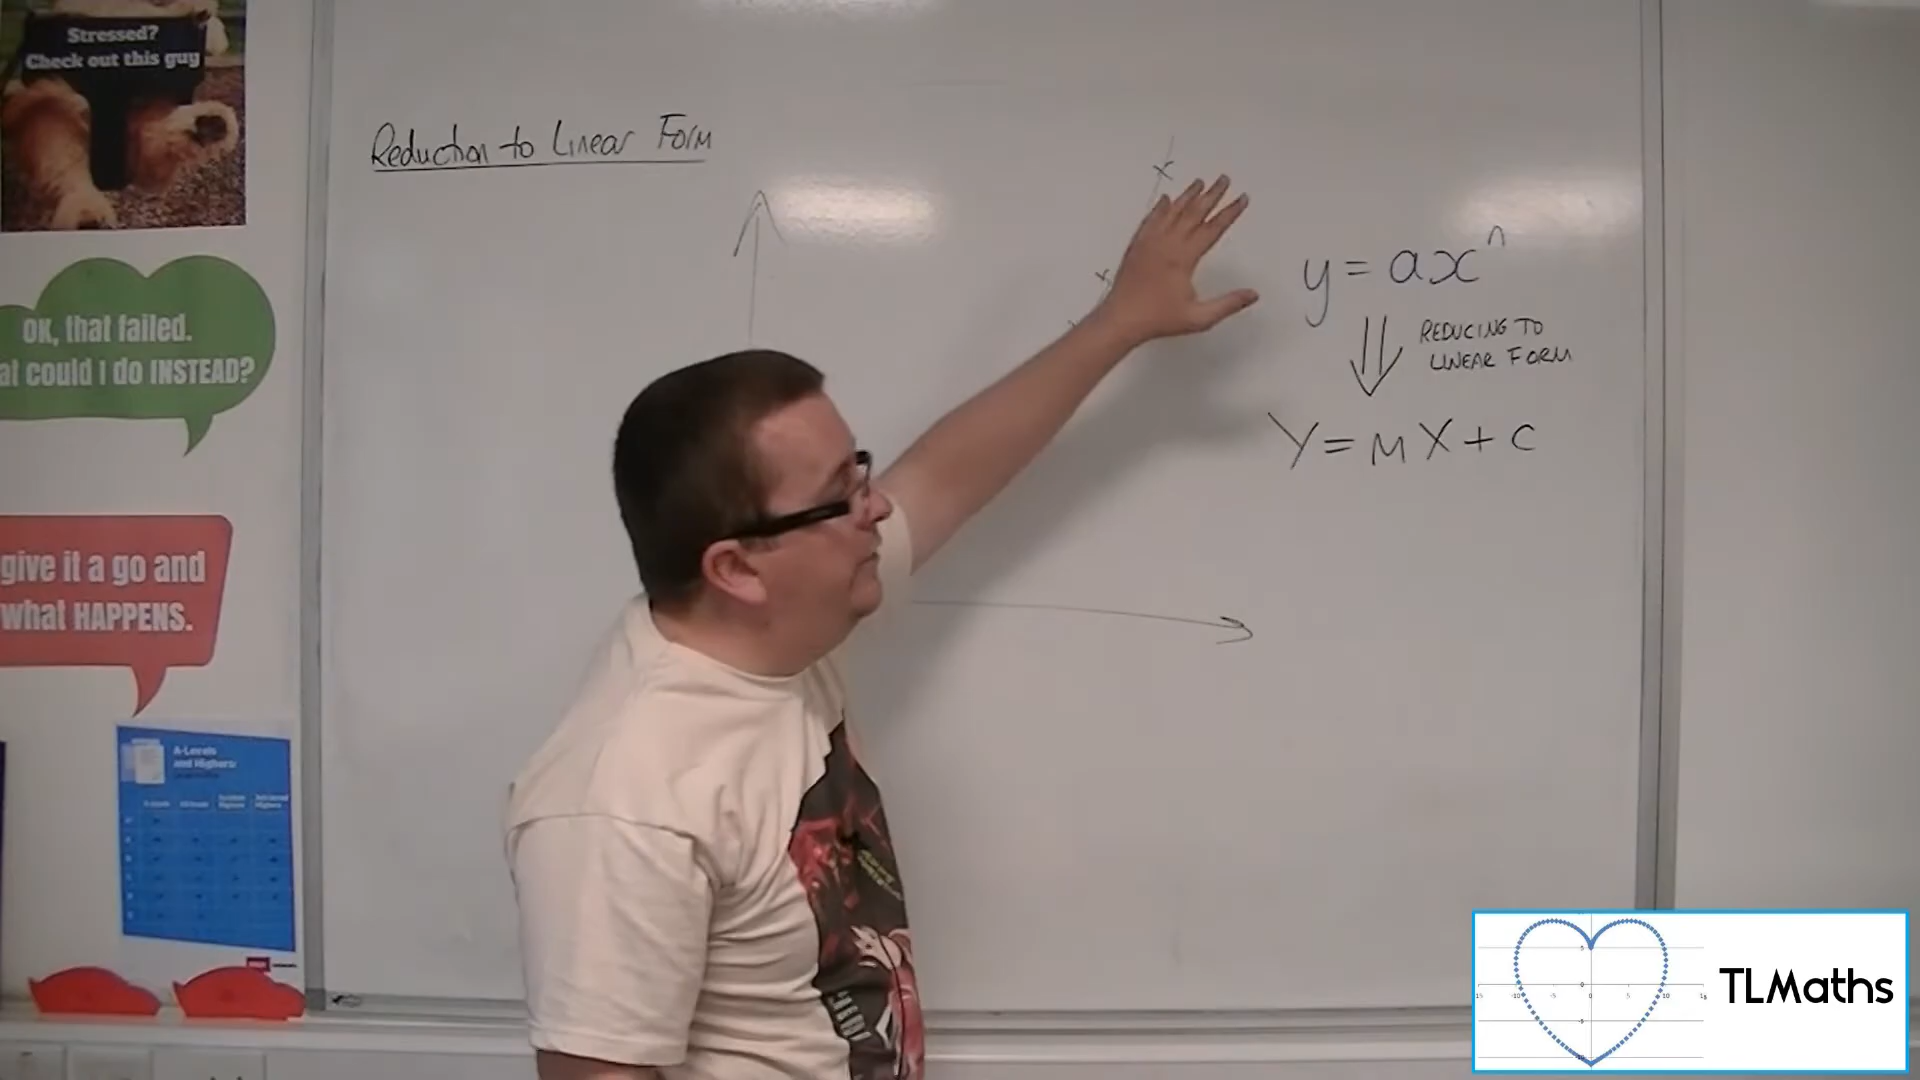 Stressed?
Check out this guy
Reduction to Linear Form
y = axⁿ
REDUCING TO
LINEAR FORM
Y = MX + C
OK, that failed.
at could I do INSTEAD?
give it a go and
what HAPPENS.
A-Levels
and Highers:
TLMaths